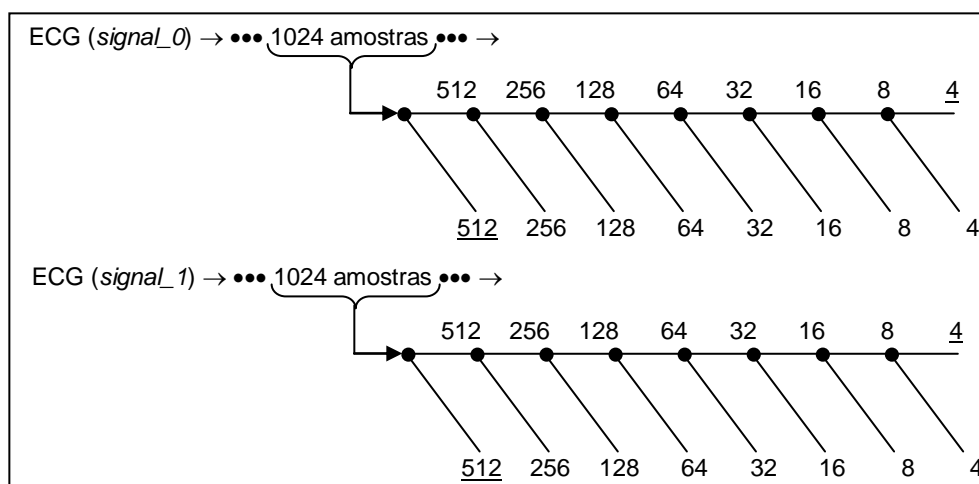 ECG (signal_0) → ••• 1024 amostras ••• →
512 256 128 64 32 16 8 4
512 256 128 64 32 16 8 4
ECG (signal_1) → ••• 1024 amostras ••• →
512 256 128 64 32 16 8 4
512 256 128 64 32 16 8 4